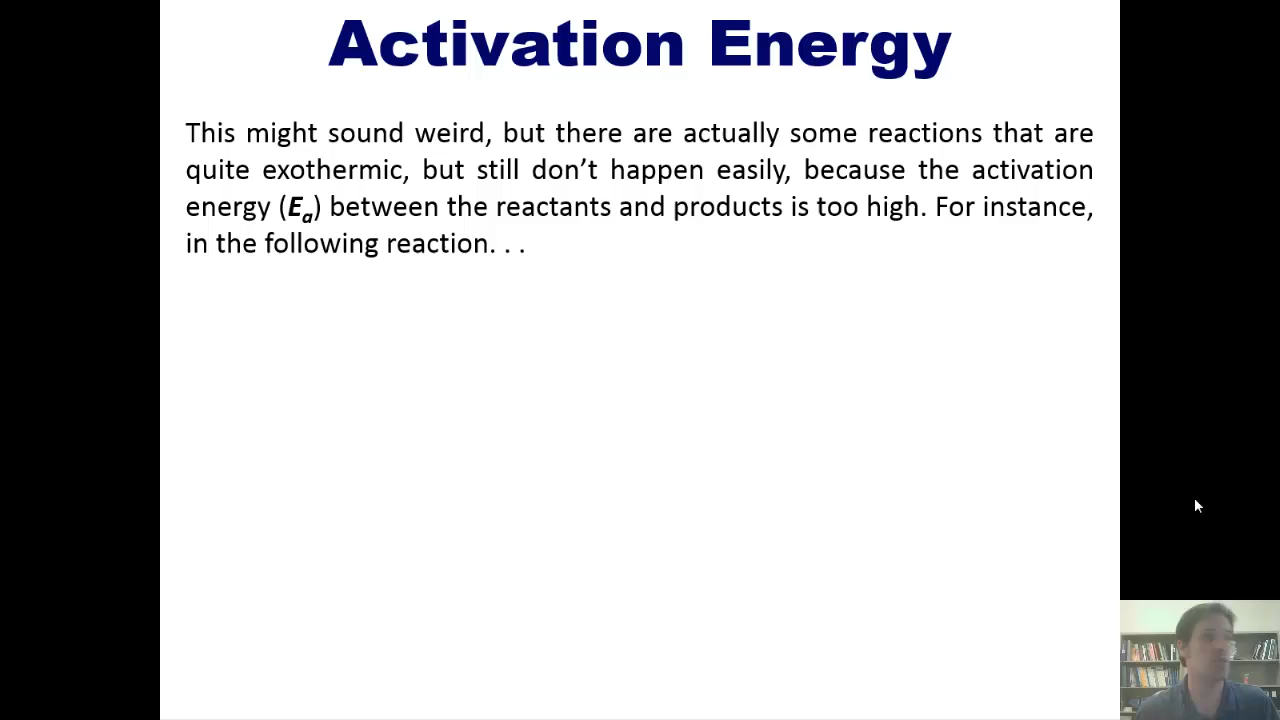 Activation Energy
This might sound weird, but there are actually some reactions that are
quite exothermic, but still don’t happen easily, because the activation
energy (Ea) between the reactants and products is too high. For instance,
in the following reaction. . .